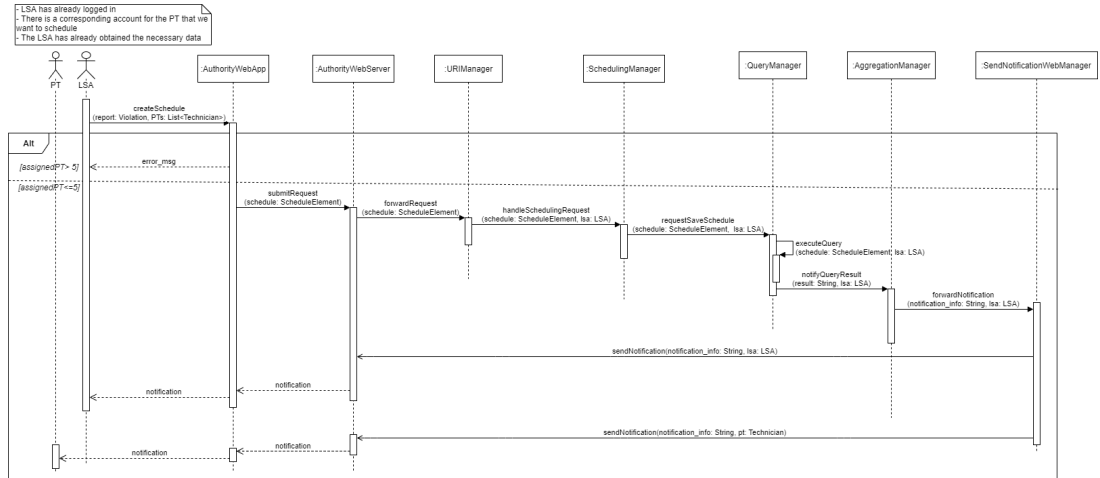 - LSA has already logged in
- There is a corresponding account for the PT that we
want to schedule
- The LSA has already obtained the necessary data
PT
LSA
:AuthorityWebApp
:AuthorityWebServer
:URIManager
:SchedulingManager
:QueryManager
:AggregationManager
:SendNotificationWebManager
createSchedule
(report: Violation, PTs: List<Technician>)
Alt
[assignedPT> 5]
error_msg
[assignedPT<=5]
submitRequest
(schedule: ScheduleElement)
forwardRequest
(schedule: ScheduleElement)
handleSchedulingRequest
(schedule: ScheduleElement, lsa: LSA)
requestSaveSchedule
(schedule: ScheduleElement, lsa: LSA)
executeQuery
(schedule: ScheduleElement, lsa: LSA)
notifyQueryResult
(result: String, lsa: LSA)
forwardNotification
(notification_info: String, lsa: LSA)
sendNotification(notification_info: String, lsa: LSA)
notification
notification
sendNotification(notification_info: String, pt: Technician)
notification
notification